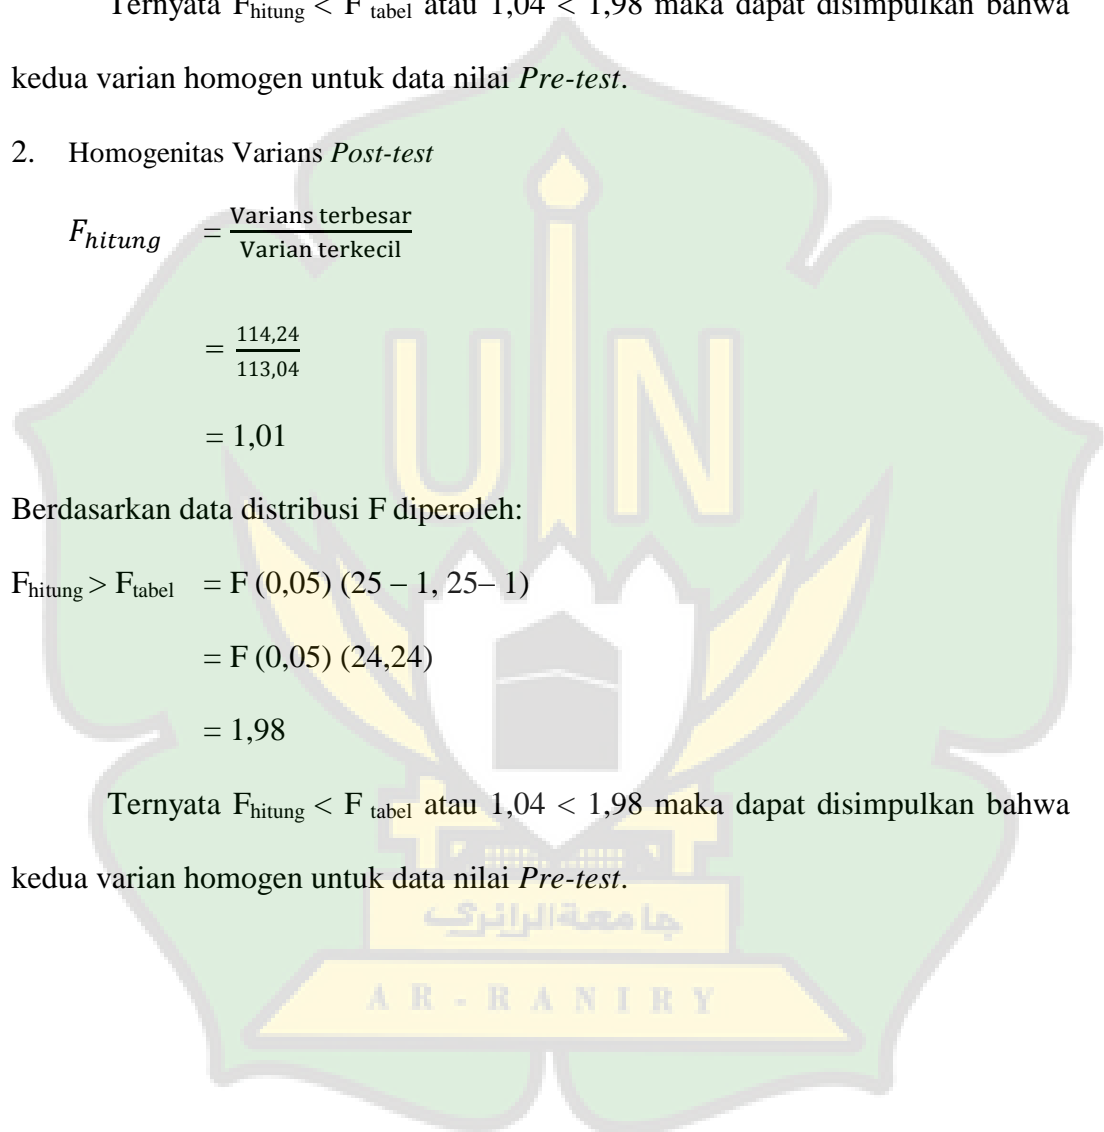 Ternyata Fhitung < F tabel atau 1,04 < 1,98 maka dapat disimpulkan bahwa
kedua varian homogen untuk data nilai Pre-test.
2. Homogenitas Varians Post-test
Fhitung = Varians terbesar / Varian terkecil
= 114,24 / 113,04
= 1,01
Berdasarkan data distribusi F diperoleh:
Fhitung > Ftabel = F (0,05) (25 – 1, 25– 1)
= F (0,05) (24,24)
= 1,98
Ternyata Fhitung < F tabel atau 1,04 < 1,98 maka dapat disimpulkan bahwa
kedua varian homogen untuk data nilai Pre-test.
UIN
جامعة الرانري
AR-RANIRY